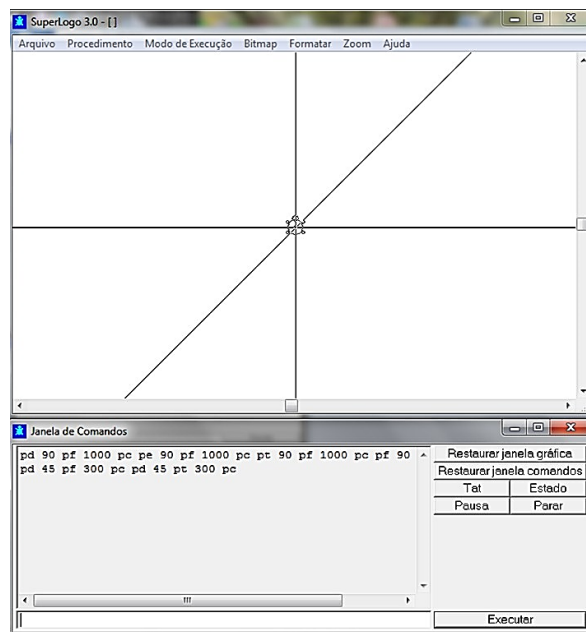 SuperLogo 3.0 - [ ]
Arquivo Procedimento Modo de Execução Bitmap Formatar Zoom Ajuda
Janela de Comandos
pd 90 pf 1000 pc pe 90 pf 1000 pc pt 90 pf 1000 pc pf 90
pd 45 pf 300 pc pd 45 pt 300 pc
Restaurar janela gráfica
Restaurar janela comandos
Tat Estado
Pausa Parar
Executar